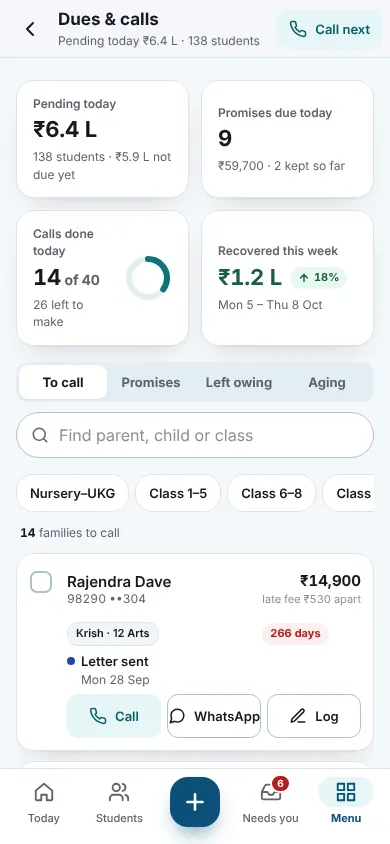 Dues & calls
Pending today ₹6.4 L · 138 students
Call next
Pending today
₹6.4 L
138 students · ₹5.9 L not
due yet
Promises due today
9
₹59,700 · 2 kept so far
Calls done
today
14 of 40
26 left to
make
Recovered this week
₹1.2 L ↑ 18%
Mon 5 – Thu 8 Oct
To call Promises Left owing Aging
Find parent, child or class
Nursery–UKG Class 1–5 Class 6–8 Class
14 families to call
Rajendra Dave ₹14,900
98290 ••304 late fee ₹530 apart
Krish · 12 Arts 266 days
Letter sent
Mon 28 Sep
Call WhatsApp Log
6
Today Students Needs you Menu